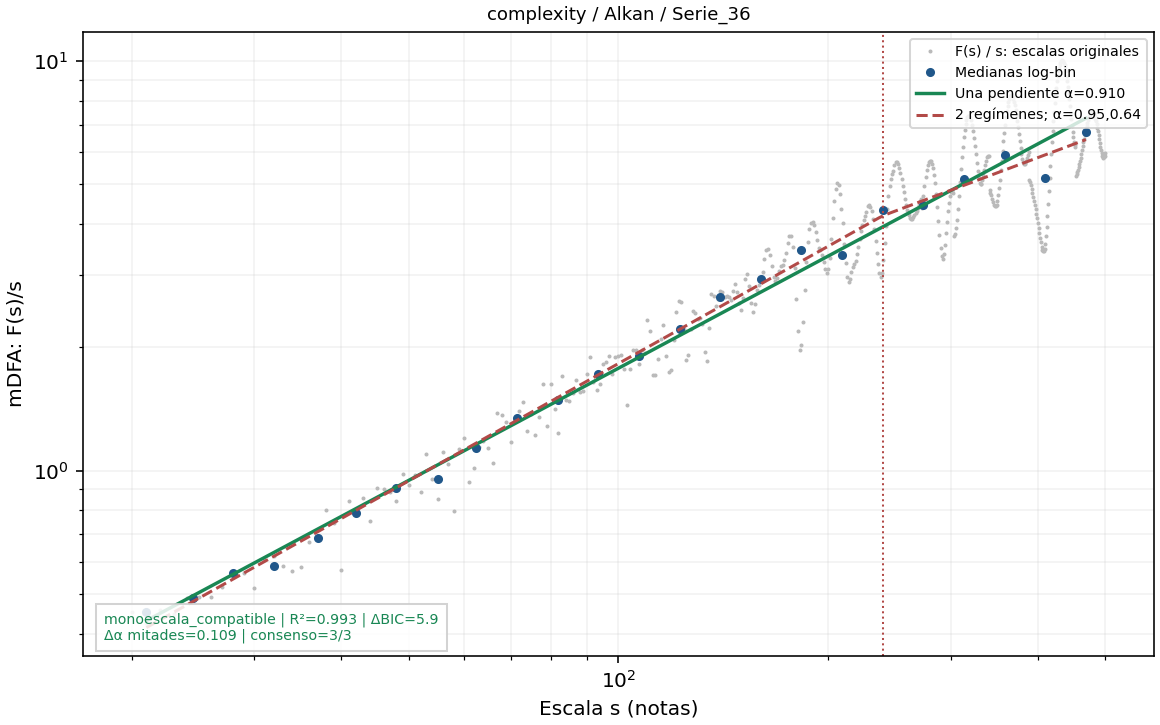 complexity / Alkan / Serie_36
10¹
F(s) / s: escalas originales
Medianas log-bin
Una pendiente α=0.910
2 regímenes; α=0.95,0.64
mDFA: F(s)/s
10⁰
monoescala_compatible | R²=0.993 | ΔBIC=5.9
Δα mitades=0.109 | consenso=3/3
10²
Escala s (notas)